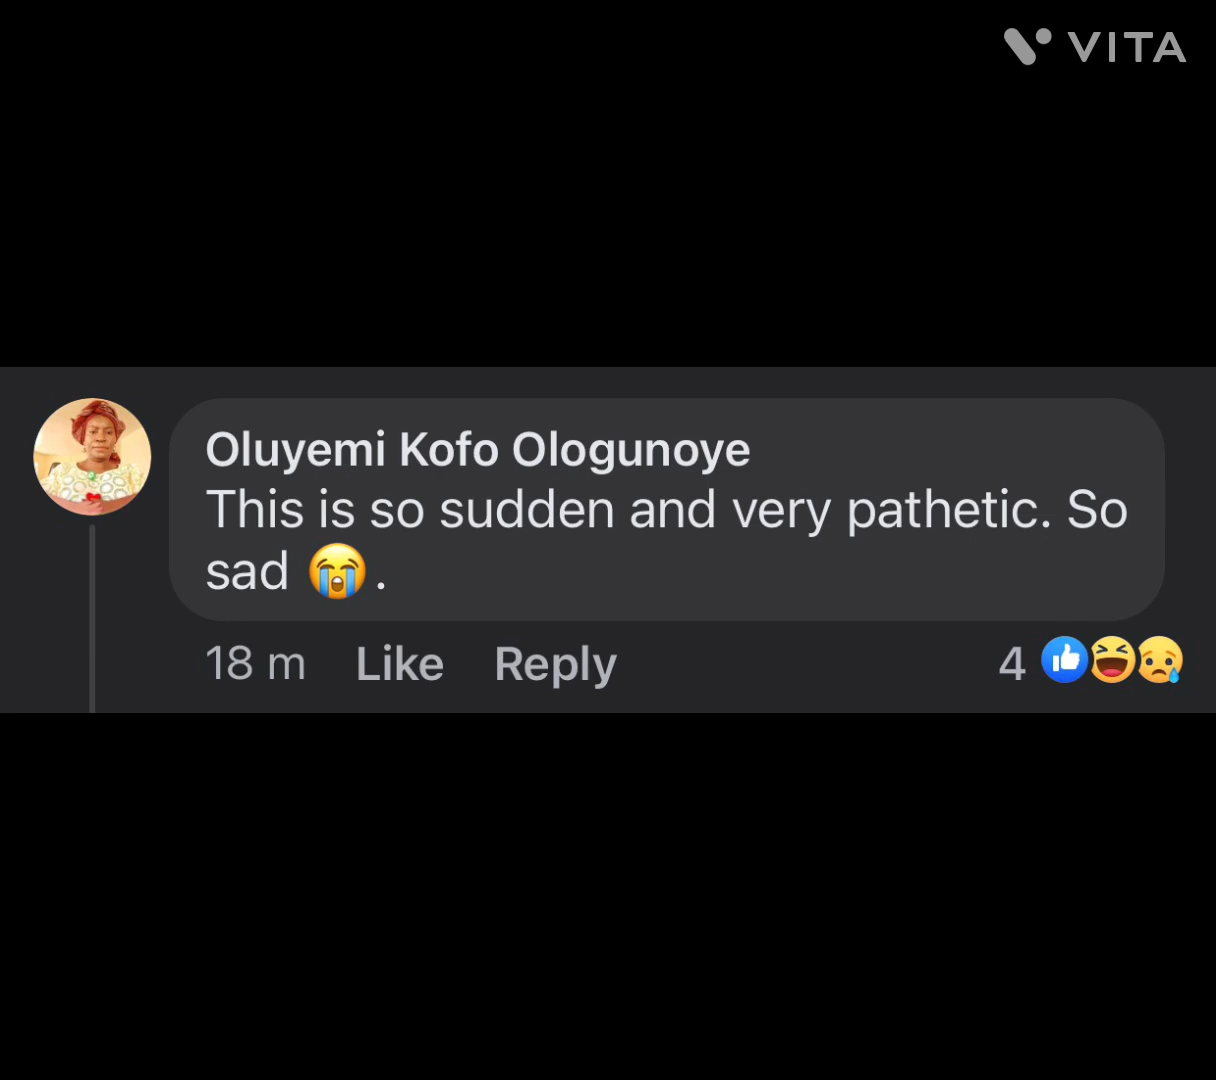 VITA
Oluyemi Kofo Ologunoye
This is so sudden and very pathetic. So
sad 😭.
18 m Like Reply 4